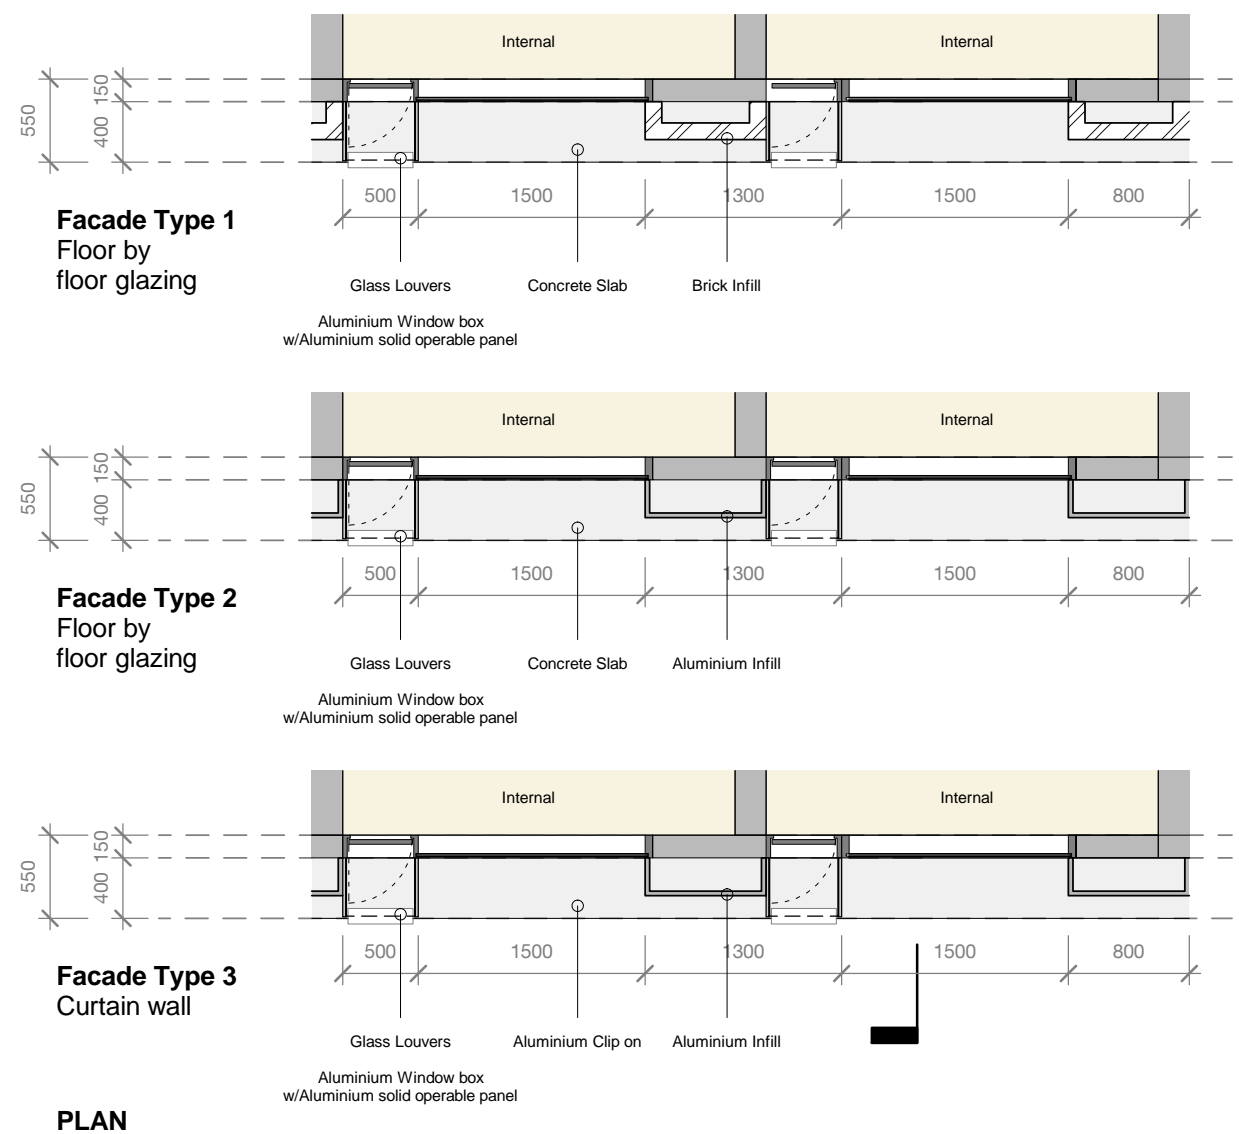 Internal
Internal
550
150
400
500
1500
1300
1500
800
Facade Type 1
Floor by
floor glazing
Glass Louvers
Concrete Slab
Brick Infill
Aluminium Window box
w/Aluminium solid operable panel
Internal
Internal
550
150
400
500
1500
1300
1500
800
Facade Type 2
Floor by
floor glazing
Glass Louvers
Concrete Slab
Aluminium Infill
Aluminium Window box
w/Aluminium solid operable panel
Internal
Internal
550
150
400
500
1500
1300
1500
800
Facade Type 3
Curtain wall
Glass Louvers
Aluminium Clip on
Aluminium Infill
Aluminium Window box
w/Aluminium solid operable panel
PLAN